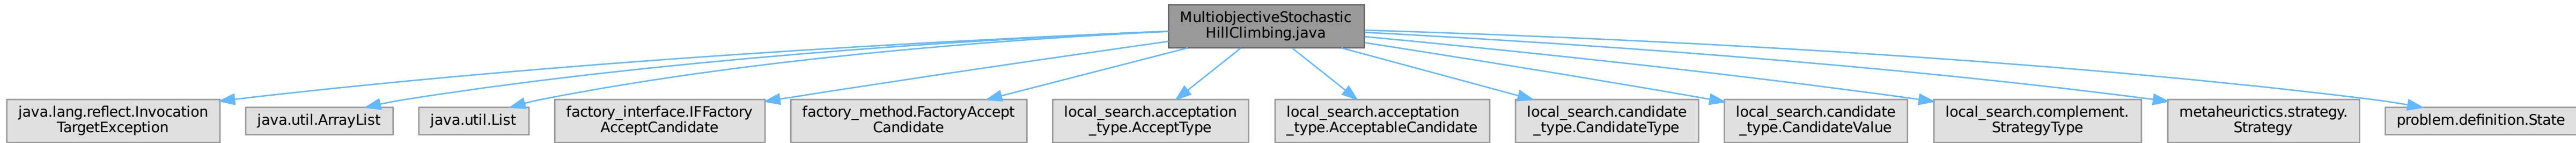 MultiobjectiveStochastic
HillClimbing.java
java.lang.reflect.Invocation
TargetException
java.util.ArrayList
java.util.List
factory_interface.IFFactory
AcceptCandidate
factory_method.FactoryAccept
Candidate
local_search.acceptation
_type.AcceptType
local_search.acceptation
_type.AcceptableCandidate
local_search.candidate
_type.CandidateType
local_search.candidate
_type.CandidateValue
local_search.complement.
StrategyType
metaheurictics.strategy.
Strategy
problem.definition.State